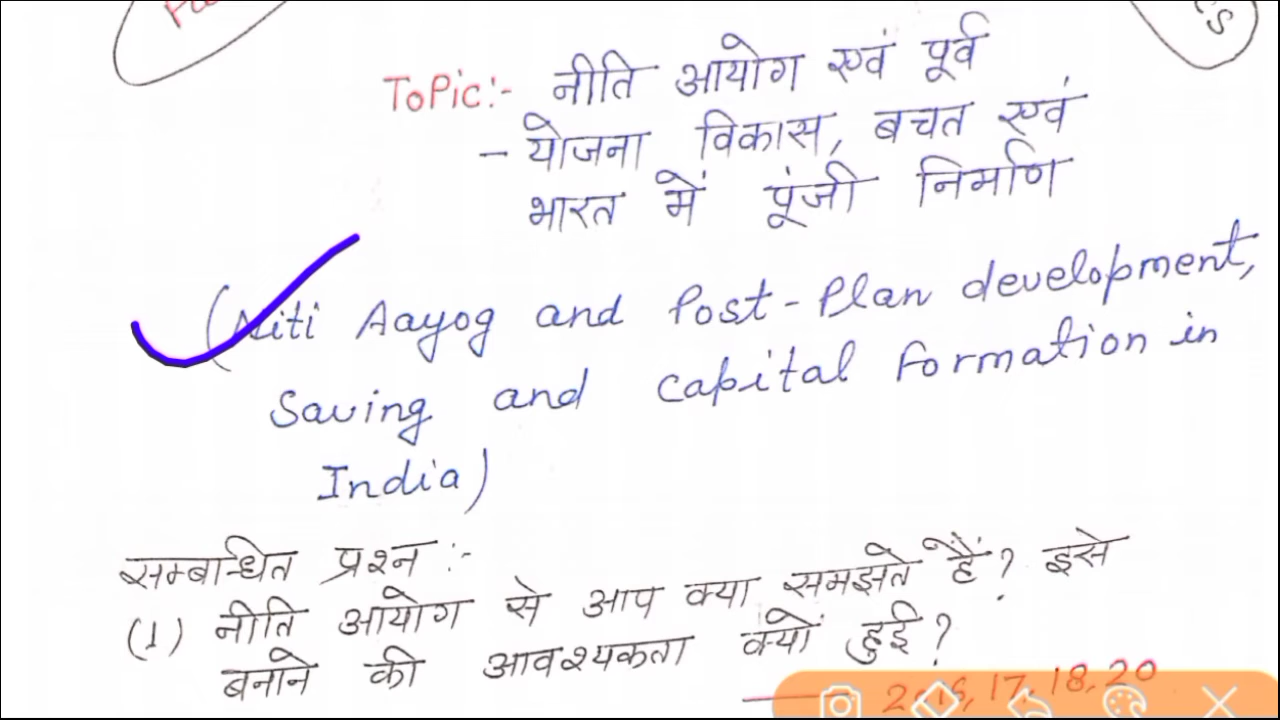 Topic:- नीति आयोग एवं पूर्व
- योजना विकास, बचत एवं
भारत में पूंजी निर्माण
(Niti Aayog and Post-Plan development,
Saving and Capital Formation in
India)
सम्बन्धित प्रश्न :-
(1) नीति आयोग से आप क्या समझते हैं? इसे
बनाने की आवश्यकता क्यों हुई?
2016, 17, 18, 20